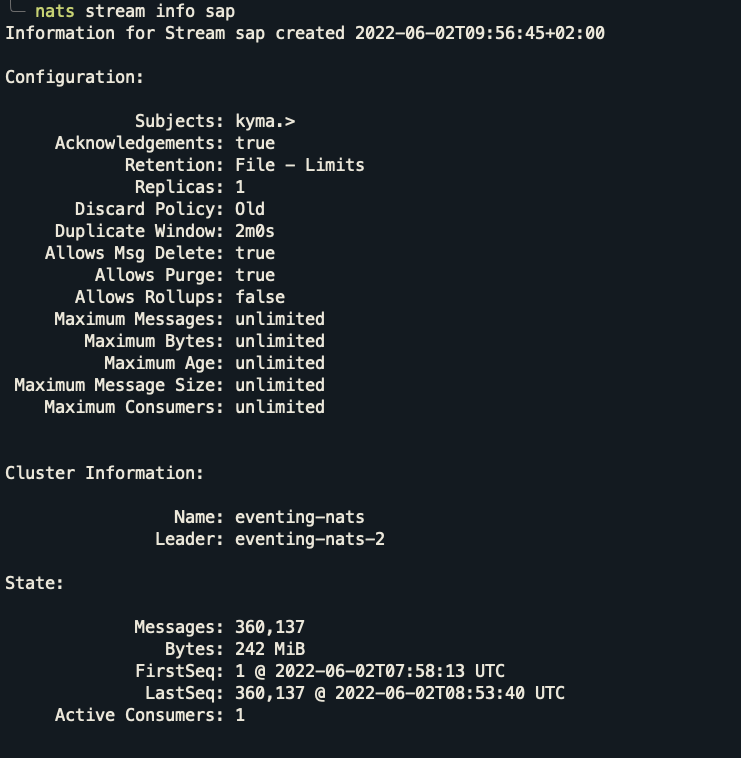 nats stream info sap
Information for Stream sap created 2022-06-02T09:56:45+02:00
Configuration:
Subjects: kyma.>
Acknowledgements: true
Retention: File - Limits
Replicas: 1
Discard Policy: Old
Duplicate Window: 2m0s
Allows Msg Delete: true
Allows Purge: true
Allows Rollups: false
Maximum Messages: unlimited
Maximum Bytes: unlimited
Maximum Age: unlimited
Maximum Message Size: unlimited
Maximum Consumers: unlimited
Cluster Information:
Name: eventing-nats
Leader: eventing-nats-2
State:
Messages: 360,137
Bytes: 242 MiB
FirstSeq: 1 @ 2022-06-02T07:58:13 UTC
LastSeq: 360,137 @ 2022-06-02T08:53:40 UTC
Active Consumers: 1